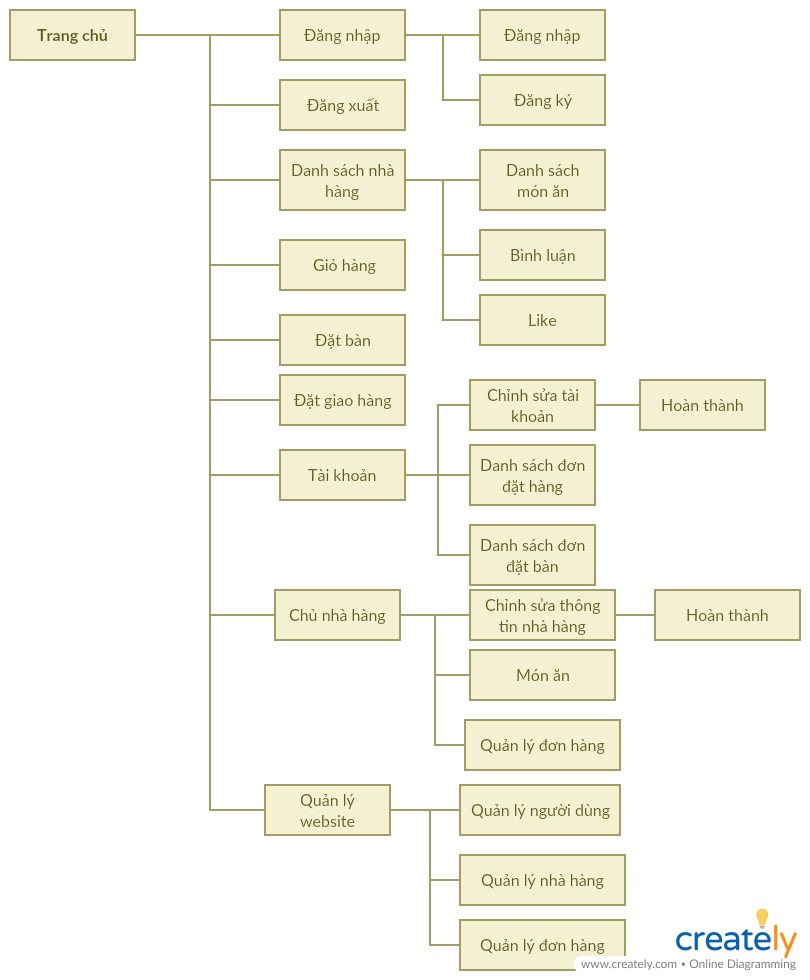 Trang chủ
Đăng nhập
Đăng nhập
Đăng ký
Đăng xuất
Danh sách nhà
hàng
Danh sách
món ăn
Bình luận
Like
Giỏ hàng
Đặt bàn
Đặt giao hàng
Tài khoản
Chỉnh sửa tài
khoản
Hoàn thành
Danh sách đơn
đặt hàng
Danh sách đơn
đặt bàn
Chủ nhà hàng
Chỉnh sửa thông
tin nhà hàng
Hoàn thành
Món ăn
Quản lý đơn hàng
Quản lý
website
Quản lý người dùng
Quản lý nhà hàng
Quản lý đơn hàng
creately
www.creately.com • Online Diagramming